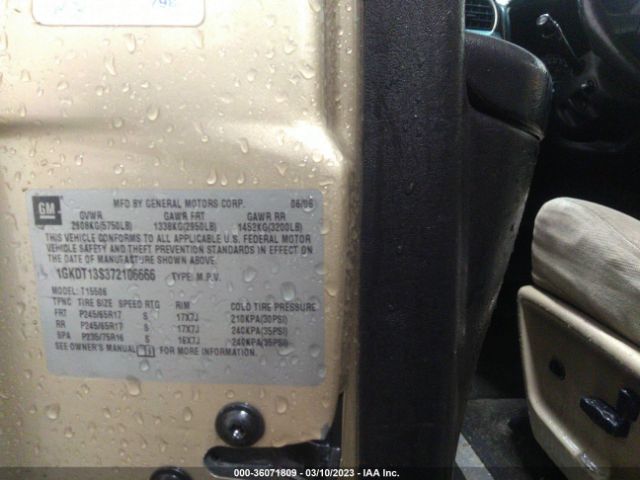 GM
MFD BY GENERAL MOTORS CORP. 06/06
GVWR GAWR FRT GAWR RR
2608KG(5750LB) 1338KG(2950LB) 1452KG(3200LB)
THIS VEHICLE CONFORMS TO ALL APPLICABLE U.S. FEDERAL MOTOR
VEHICLE SAFETY AND THEFT PREVENTION STANDARDS IN EFFECT ON
THE DATE OF MANUFACTURE SHOWN ABOVE.
1GKDT13S372106666 TYPE: M.P.V.
MODEL: T15506
TPNC TIRE SIZE SPEED RTG RIM COLD TIRE PRESSURE
FRT P245/65R17 S 17X7J 210KPA(30PSI)
RR P245/65R17 S 17X7J 240KPA(35PSI)
SPA P235/75R16 S 16X7J 240KPA(35PSI)
SEE OWNER'S MANUAL FOR MORE INFORMATION.
000-36071809 — 03/10/2023 — IAA Inc.